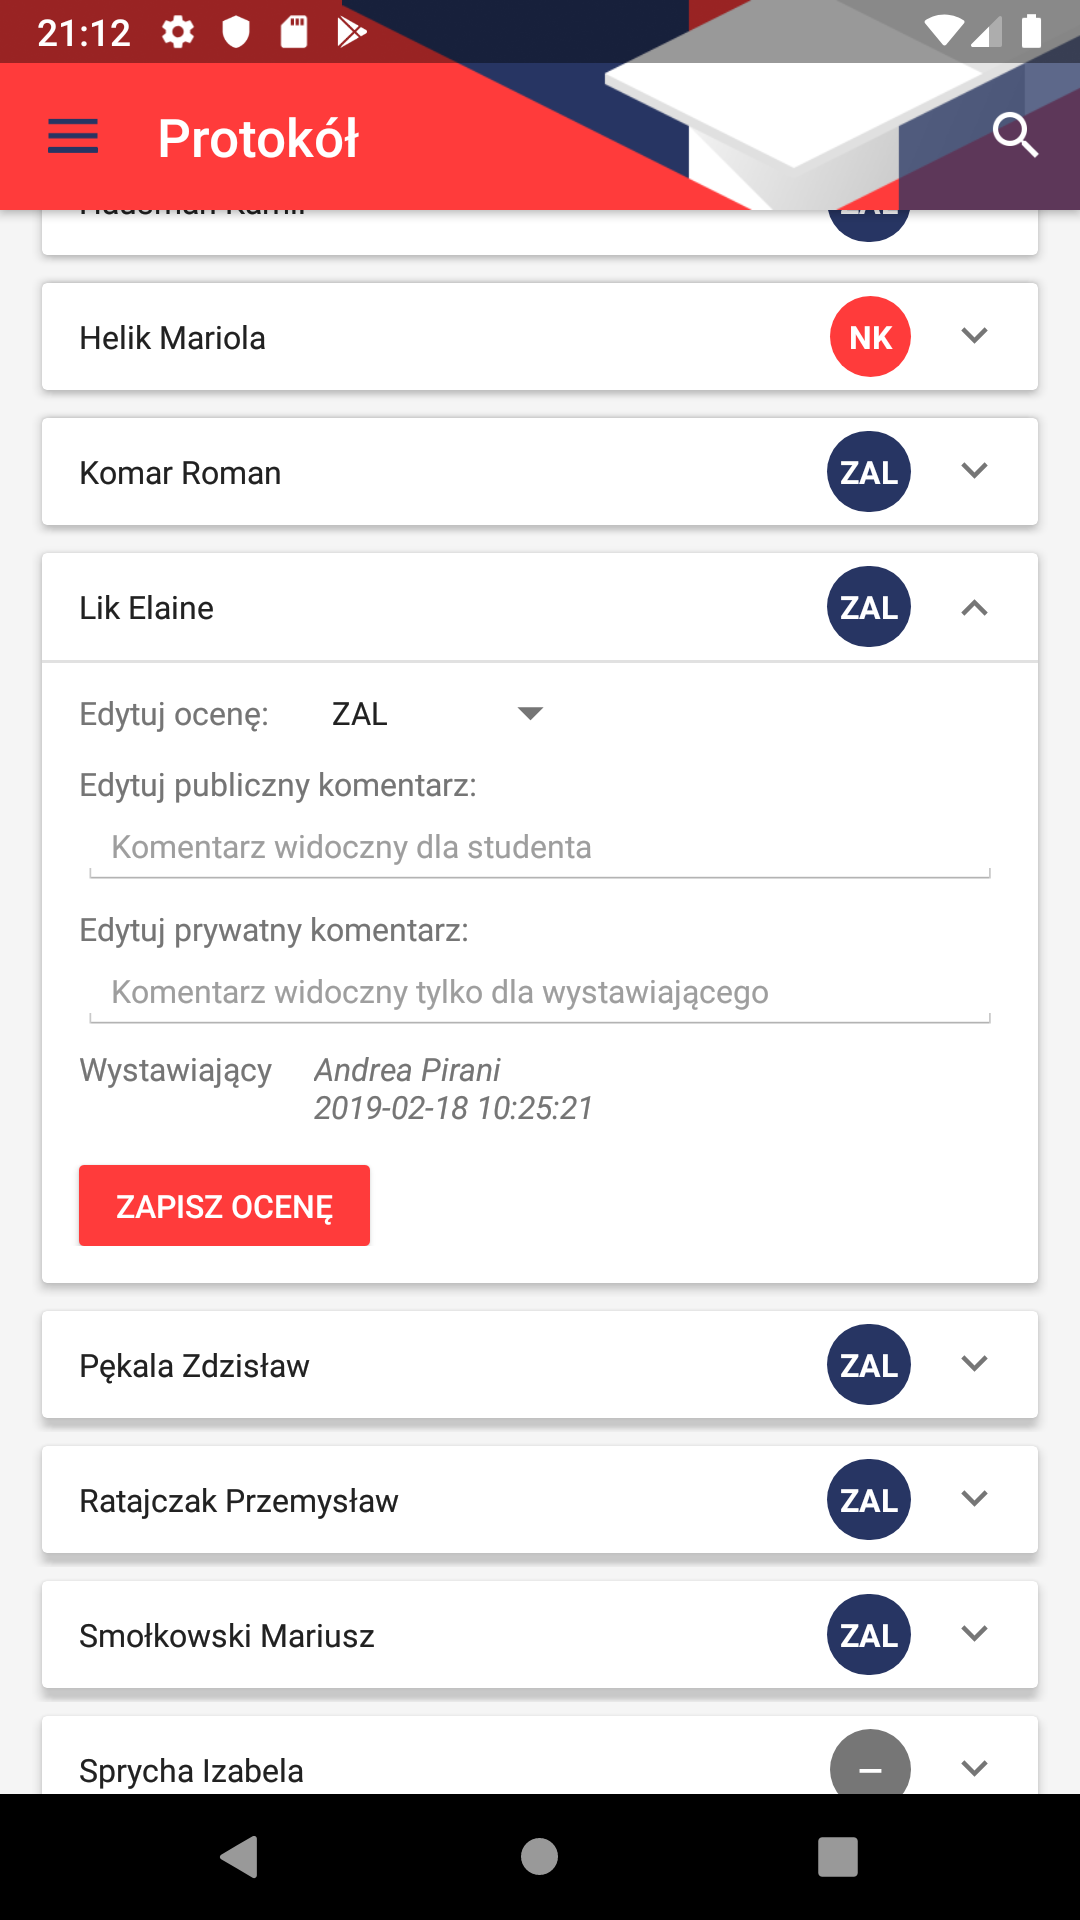 21:12
Protokół
Helik Mariola
NK
Komar Roman
ZAL
Lik Elaine
ZAL
Edytuj ocenę:
ZAL
Edytuj publiczny komentarz:
Komentarz widoczny dla studenta
Edytuj prywatny komentarz:
Komentarz widoczny tylko dla wystawiającego
Wystawiający
Andrea Pirani
2019-02-18 10:25:21
ZAPISZ OCENĘ
Pękala Zdzisław
ZAL
Ratajczak Przemysław
ZAL
Smołkowski Mariusz
ZAL
Sprycha Izabela
–